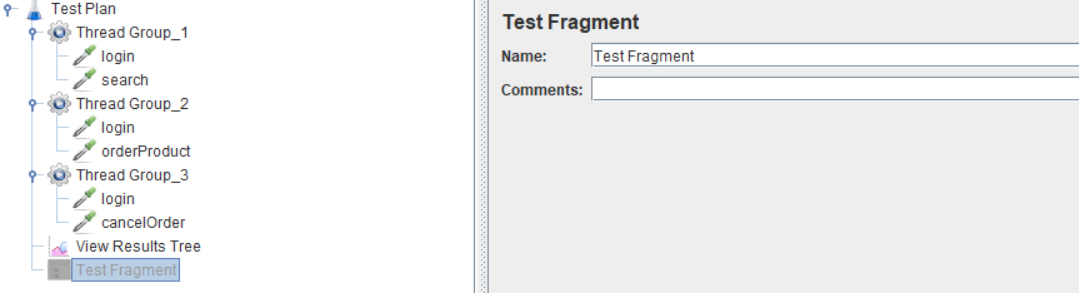 Test Plan
Thread Group_1
login
search
Thread Group_2
login
orderProduct
Thread Group_3
login
cancelOrder
View Results Tree
Test Fragment
Test Fragment
Name: Test Fragment
Comments: